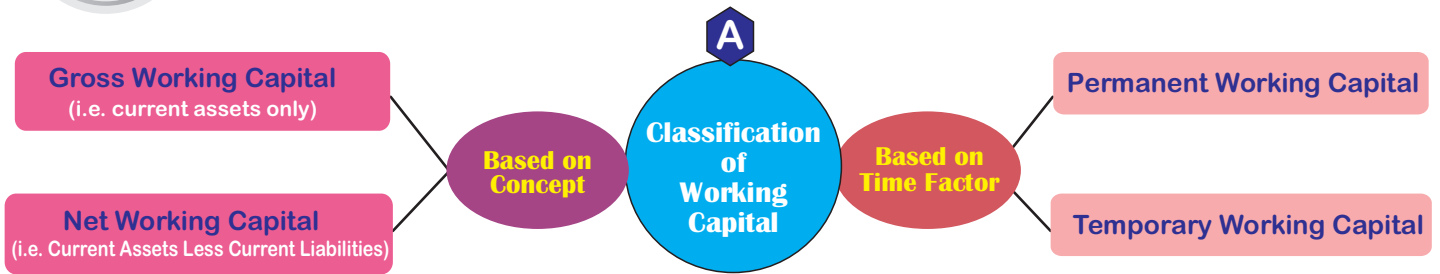 A
Gross Working Capital
(i.e. current assets only)
Net Working Capital
(i.e. Current Assets Less Current Liabilities)
Based on
Concept
Classification
of
Working
Capital
Based on
Time Factor
Permanent Working Capital
Temporary Working Capital